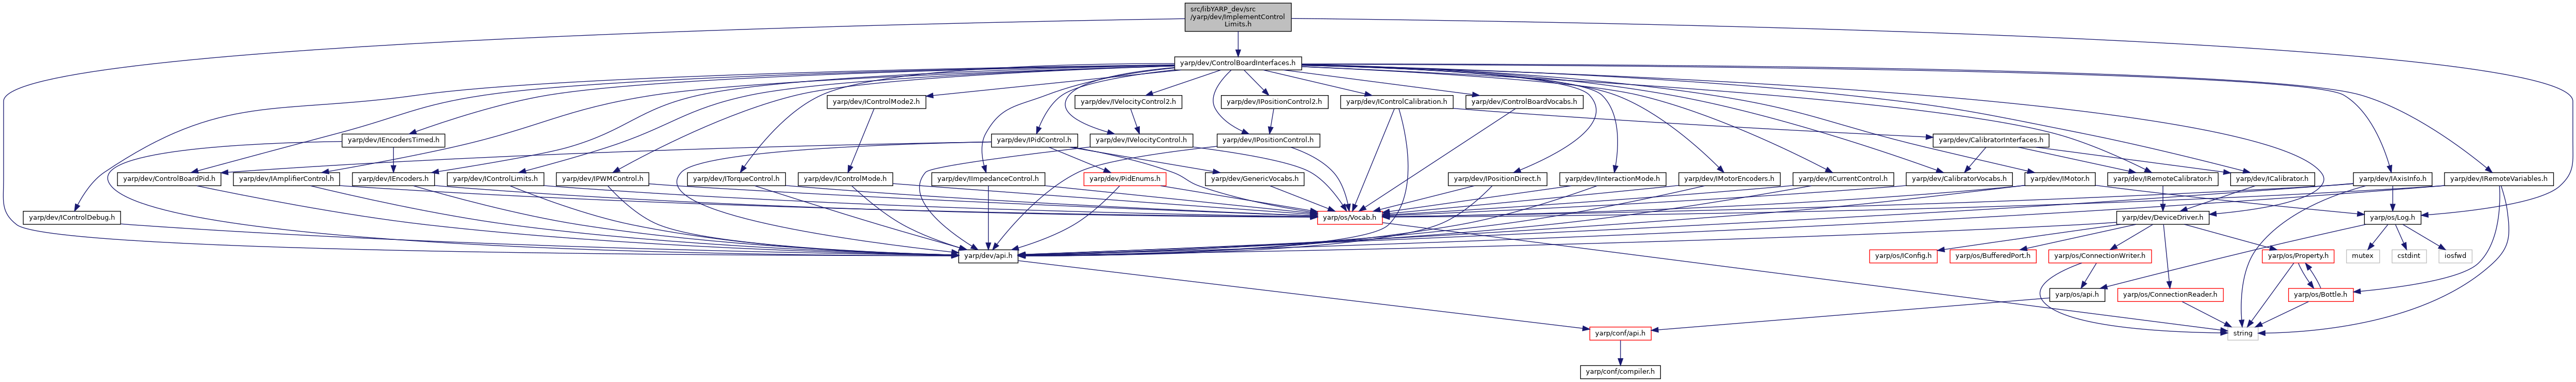 src/libYARP_dev/src
/yarp/dev/ImplementControl
Limits.h
yarp/dev/ControlBoardInterfaces.h
yarp/dev/IControlMode2.h
yarp/dev/IVelocityControl2.h
yarp/dev/IPositionControl2.h
yarp/dev/IControlCalibration.h
yarp/dev/ControlBoardVocabs.h
yarp/dev/IEncodersTimed.h
yarp/dev/IPidControl.h
yarp/dev/IVelocityControl.h
yarp/dev/IPositionControl.h
yarp/dev/CalibratorInterfaces.h
yarp/dev/ControlBoardPid.h
yarp/dev/IAmplifierControl.h
yarp/dev/IEncoders.h
yarp/dev/IControlLimits.h
yarp/dev/IPWMControl.h
yarp/dev/ITorqueControl.h
yarp/dev/IControlMode.h
yarp/dev/IImpedanceControl.h
yarp/dev/PidEnums.h
yarp/dev/GenericVocabs.h
yarp/dev/IPositionDirect.h
yarp/dev/IInteractionMode.h
yarp/dev/IMotorEncoders.h
yarp/dev/ICurrentControl.h
yarp/dev/CalibratorVocabs.h
yarp/dev/IMotor.h
yarp/dev/IRemoteCalibrator.h
yarp/dev/ICalibrator.h
yarp/dev/IAxisInfo.h
yarp/dev/IRemoteVariables.h
yarp/dev/IControlDebug.h
yarp/os/Vocab.h
yarp/dev/DeviceDriver.h
yarp/os/Log.h
yarp/dev/api.h
yarp/os/IConfig.h
yarp/os/BufferedPort.h
yarp/os/ConnectionWriter.h
yarp/os/Property.h
mutex
cstdint
iosfwd
yarp/os/api.h
yarp/os/ConnectionReader.h
yarp/os/Bottle.h
yarp/conf/api.h
string
yarp/conf/compiler.h